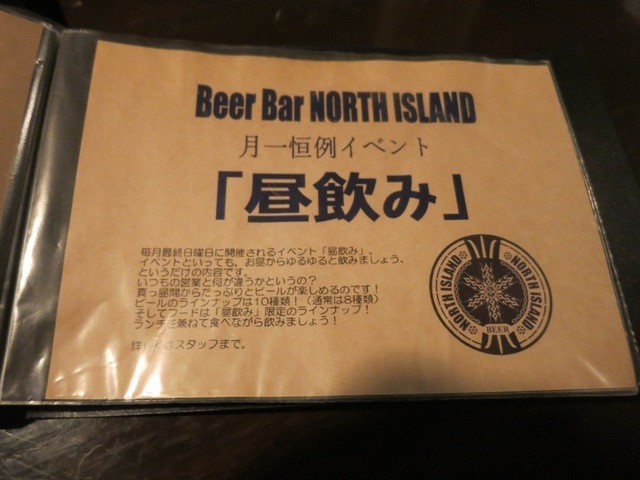 Beer Bar NORTH ISLAND
月一恒例イベント
「昼飲み」
毎月最終日曜日に開催されるイベント「昼飲み」。
イベントといっても、お昼からゆるゆると飲みましょう、
というだけの内容です。
いつもの営業と何が違うかというの?
真っ昼間からたっぷりとビールが楽しめるのです!
ビールのラインナップは10種類!(通常は8種類)
そしてフードは「昼飲み」限定のラインナップ!
ランチを兼ねて食べながら飲みましょう!
詳しくはスタッフまで。
NORTH ISLAND
NORTH ISLAND
BEER